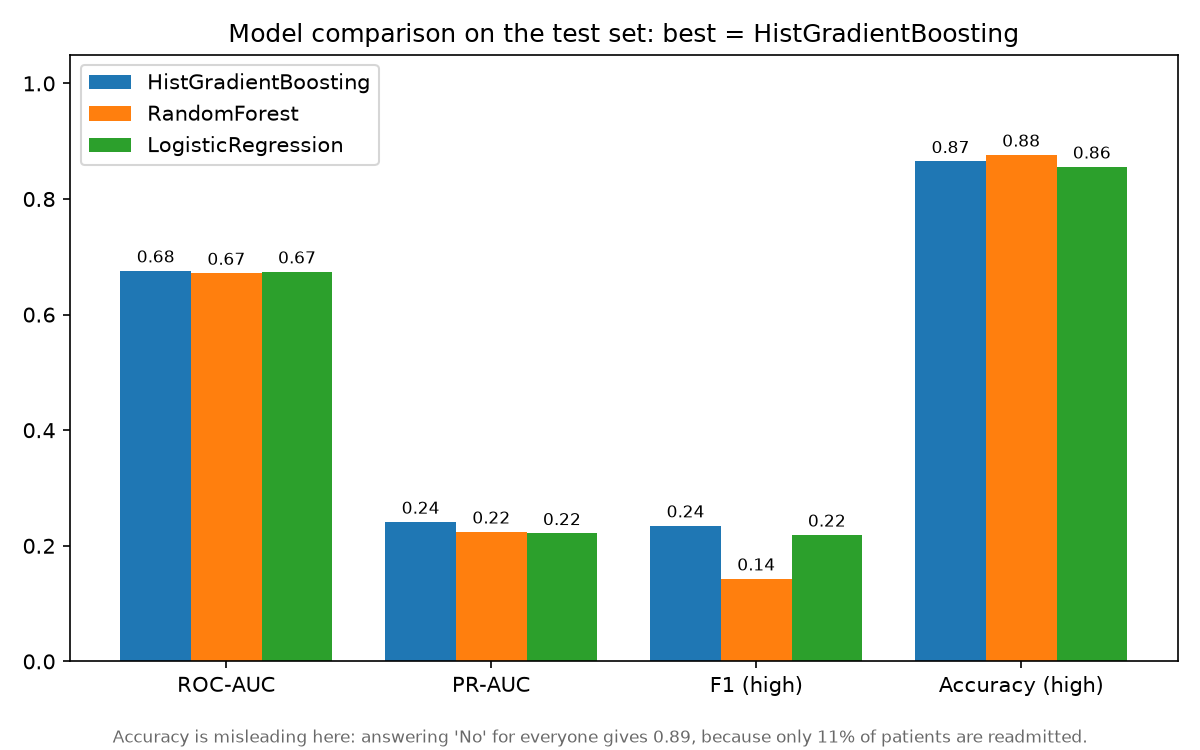 Model comparison on the test set: best = HistGradientBoosting
HistGradientBoosting
RandomForest
LogisticRegression
1.0
0.8
0.6
0.4
0.2
0.0
0.68
0.67
0.67
0.24
0.22
0.22
0.24
0.14
0.22
0.87
0.88
0.86
ROC-AUC
PR-AUC
F1 (high)
Accuracy (high)
Accuracy is misleading here: answering 'No' for everyone gives 0.89, because only 11% of patients are readmitted.